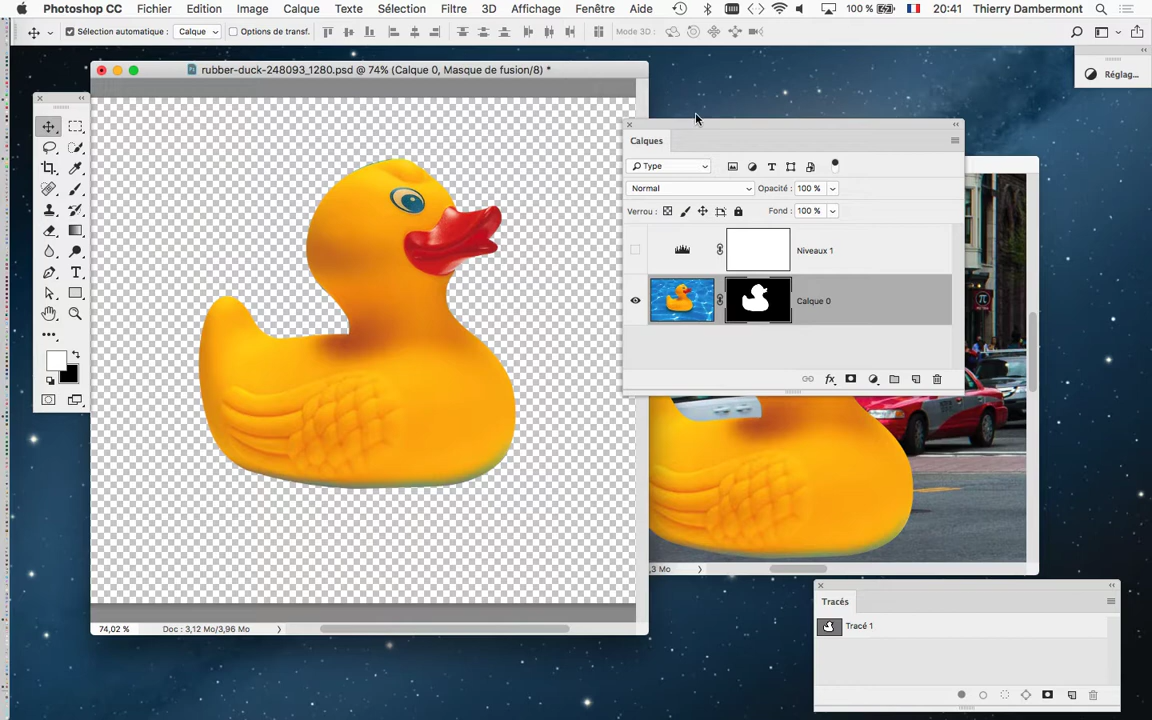 Photoshop CC Fichier Edition Image Calque Texte Sélection Filtre 3D Affichage Fenêtre Aide 100 % 20:41 Thierry Dambermont
Sélection automatique : Calque Options de transf. Mode 3D :
Réglag...
rubber-duck-248093_1280.psd @ 74% (Calque 0, Masque de fusion/8) *
Calques
Type
Normal Opacité : 100 %
Verrou : Fond : 100 %
Niveaux 1
Calque 0
,3 Mo
74,02 % Doc : 3,12 Mo/3,96 Mo
Tracés
Tracé 1